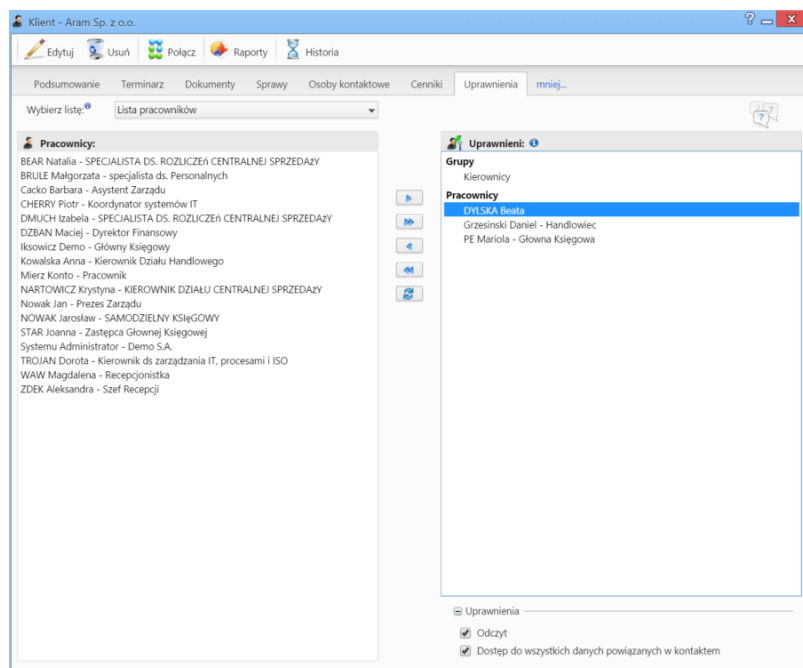 Klient - Aram Sp. z o.o.
Edytuj Usuń Połącz Raporty Historia
Podsumowanie Terminarz Dokumenty Sprawy Osoby kontaktowe Cenniki Uprawnienia mniej...
Wybierz listę: Lista pracowników
Pracownicy:
BEAR Natalia - SPECJALISTA DS. ROZLICZEń CENTRALNEJ SPRZEDAżY
BRULE Małgorzata - specjalista ds. Personalnych
Cacko Barbara - Asystent Zarządu
CHERRY Piotr - Koordynator systemów IT
DMUCH Izabela - SPECJALISTA DS. ROZLICZEń CENTRALNEJ SPRZEDAżY
DZBAN Maciej - Dyrektor Finansowy
Iksowicz Demo - Główny Księgowy
Kowalska Anna - Kierownik Działu Handlowego
Mierz Konto - Pracownik
NARTOWICZ Krystyna - KIEROWNIK DZIAŁU CENTRALNEJ SPRZEDAżY
Nowak Jan - Prezes Zarządu
NOWAK Jarosław - SAMODZIELNY KSIęGOWY
STAR Joanna - Zastępca Głownej Księgowej
Systemu Administrator - Demo S.A.
TROJAN Dorota - Kierownik ds zarządzania IT, procesami i ISO
WAW Magdalena - Recepcjonistka
ZDEK Aleksandra - Szef Recepcji
Uprawnieni:
Grupy
Kierownicy
Pracownicy
DYLSKA Beata
Grzesinski Daniel - Handlowiec
PE Mariola - Głowna Księgowa
Uprawnienia
Odczyt
Dostęp do wszystkich danych powiązanych w kontaktem